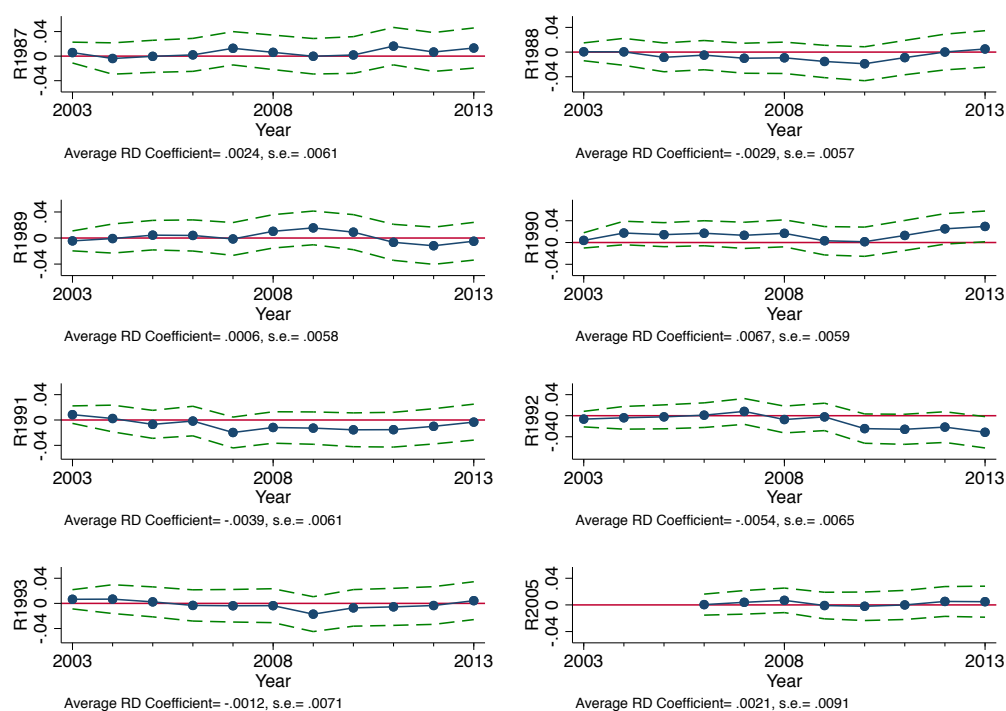 R1987
-.04 0 .04
2003 2008 2013
Year
Average RD Coefficient= .0024, s.e.= .0061
R1988
-.04 0 .04
2003 2008 2013
Year
Average RD Coefficient= -.0029, s.e.= .0057
R1989
-.04 0 .04
2003 2008 2013
Year
Average RD Coefficient= .0006, s.e.= .0058
R1990
-.04 0 .04
2003 2008 2013
Year
Average RD Coefficient= .0067, s.e.= .0059
R1991
-.04 0 .04
2003 2008 2013
Year
Average RD Coefficient= -.0039, s.e.= .0061
R1992
-.04 0 .04
2003 2008 2013
Year
Average RD Coefficient= -.0054, s.e.= .0065
R1993
-.04 0 .04
2003 2008 2013
Year
Average RD Coefficient= -.0012, s.e.= .0071
R2005
-.04 0 .04
2003 2008 2013
Year
Average RD Coefficient= .0021, s.e.= .0091